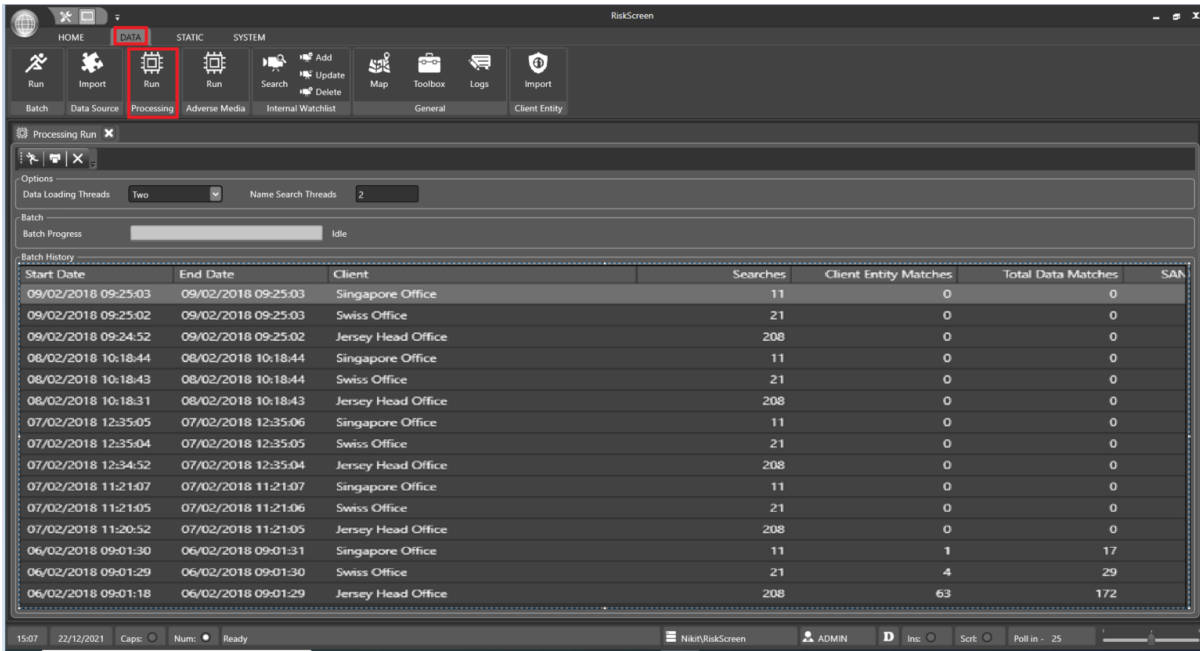 RiskScreen
HOME DATA STATIC SYSTEM
Run Import Run Run Search Add Update Delete Map Toolbox Logs Import
Batch Data Source Processing Adverse Media Internal Watchlist General Client Entity
Processing Run
Options
Data Loading Threads Two Name Search Threads 2
Batch
Batch Progress Idle
Batch History
Start Date End Date Client Searches Client Entity Matches Total Data Matches SAN
09/02/2018 09:25:03 09/02/2018 09:25:03 Singapore Office 11 0 0
09/02/2018 09:25:02 09/02/2018 09:25:03 Swiss Office 21 0 0
09/02/2018 09:24:52 09/02/2018 09:25:02 Jersey Head Office 208 0 0
08/02/2018 10:18:44 08/02/2018 10:18:44 Singapore Office 11 0 0
08/02/2018 10:18:43 08/02/2018 10:18:44 Swiss Office 21 0 0
08/02/2018 10:18:31 08/02/2018 10:18:43 Jersey Head Office 208 0 0
07/02/2018 12:35:05 07/02/2018 12:35:06 Singapore Office 11 0 0
07/02/2018 12:35:04 07/02/2018 12:35:05 Swiss Office 21 0 0
07/02/2018 12:34:52 07/02/2018 12:35:04 Jersey Head Office 208 0 0
07/02/2018 11:21:07 07/02/2018 11:21:07 Singapore Office 11 0 0
07/02/2018 11:21:05 07/02/2018 11:21:06 Swiss Office 21 0 0
07/02/2018 11:20:52 07/02/2018 11:21:05 Jersey Head Office 208 0 0
06/02/2018 09:01:30 06/02/2018 09:01:31 Singapore Office 11 1 17
06/02/2018 09:01:29 06/02/2018 09:01:30 Swiss Office 21 4 29
06/02/2018 09:01:18 06/02/2018 09:01:29 Jersey Head Office 208 63 172
15:07 22/12/2021 Caps: Num: Ready Nikit\RiskScreen ADMIN D Ins: Scrl: Poll in - 25